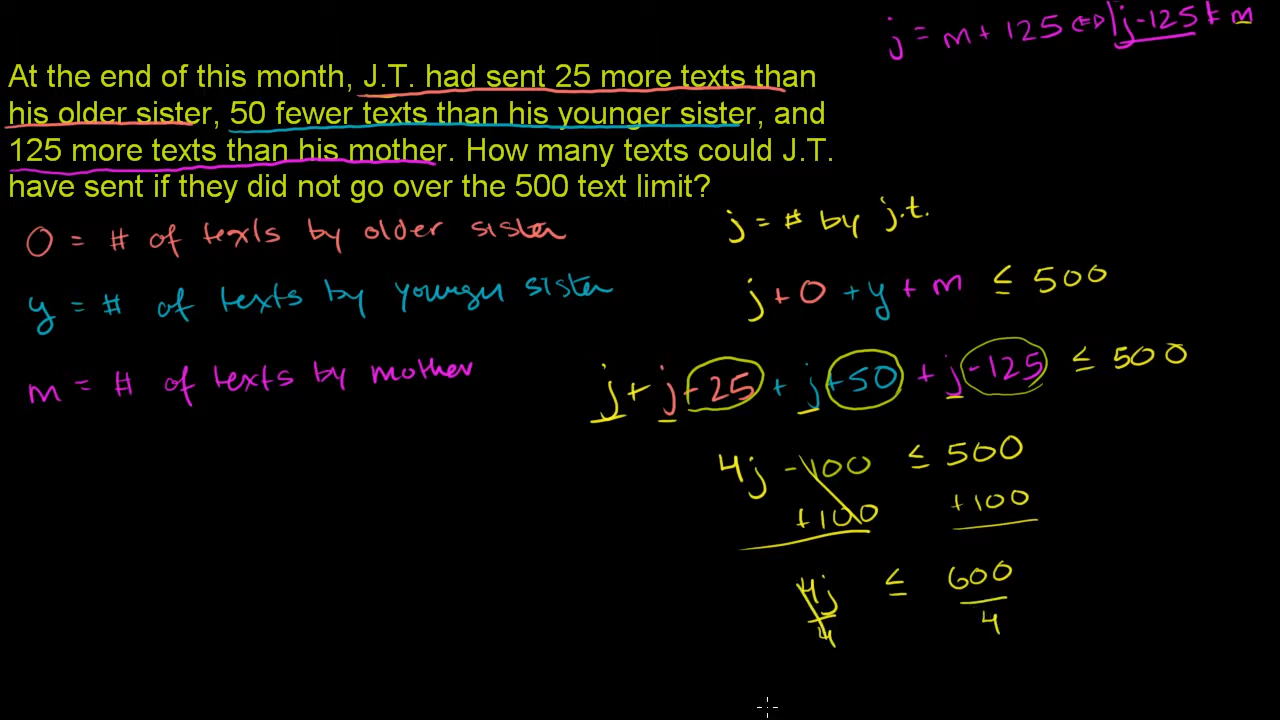 j = m + 125 ⇔ j - 125 = m
At the end of this month, J.T. had sent 25 more texts than
his older sister, 50 fewer texts than his younger sister, and
125 more texts than his mother. How many texts could J.T.
have sent if they did not go over the 500 text limit?
O = # of texts by older sister
y = # of texts by younger sister
m = # of texts by mother
j = # by j.t.
j + O + y + m ≤ 500
j + j - 25 + j + 50 + j - 125 ≤ 500
4j - 100 ≤ 500
+100 +100
4j ≤ 600
4 4